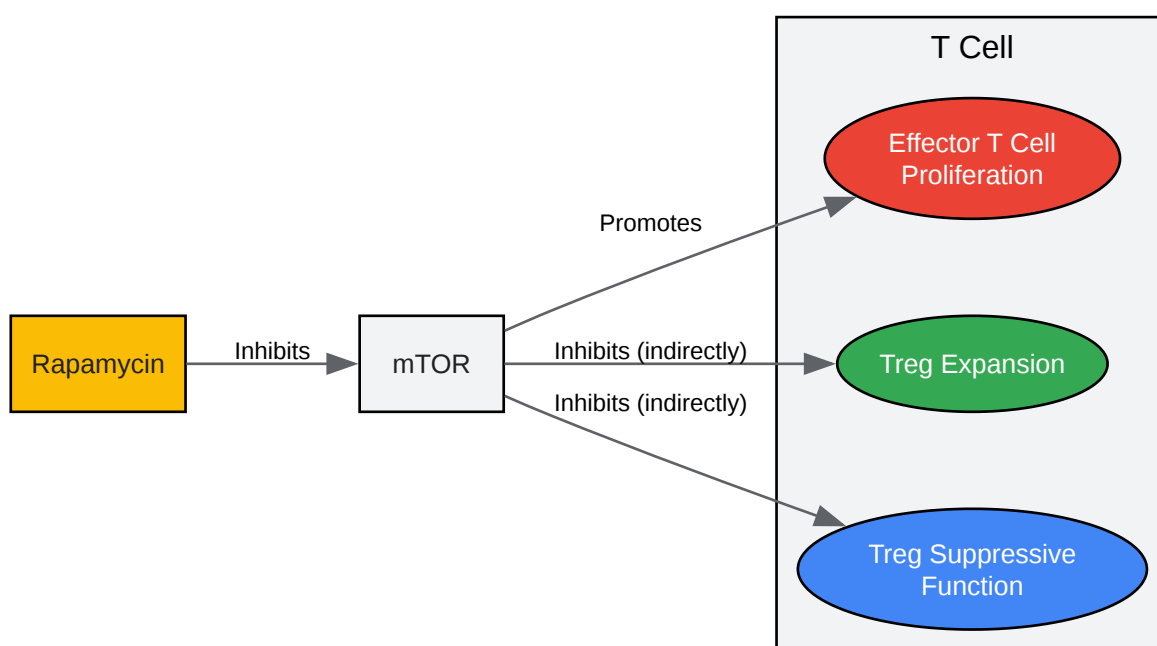 T Cell
Effector T Cell
Proliferation
Promotes
Rapamycin
Inhibits
mTOR
Inhibits (indirectly)
Treg Expansion
Inhibits (indirectly)
Treg Suppressive
Function